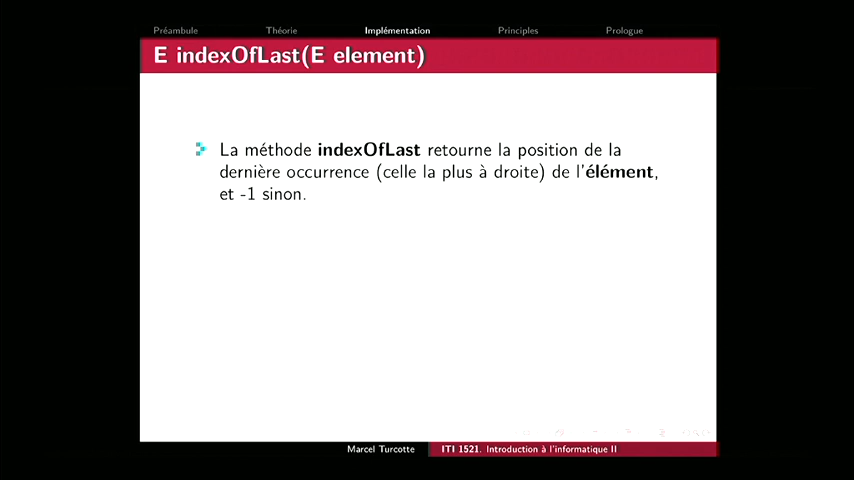 Préambule Théorie Implémentation Principles Prologue
E indexOfLast(E element)
La méthode indexOfLast retourne la position de la
dernière occurrence (celle la plus à droite) de l'élément,
et -1 sinon.
Marcel Turcotte ITI 1521. Introduction à l'informatique II